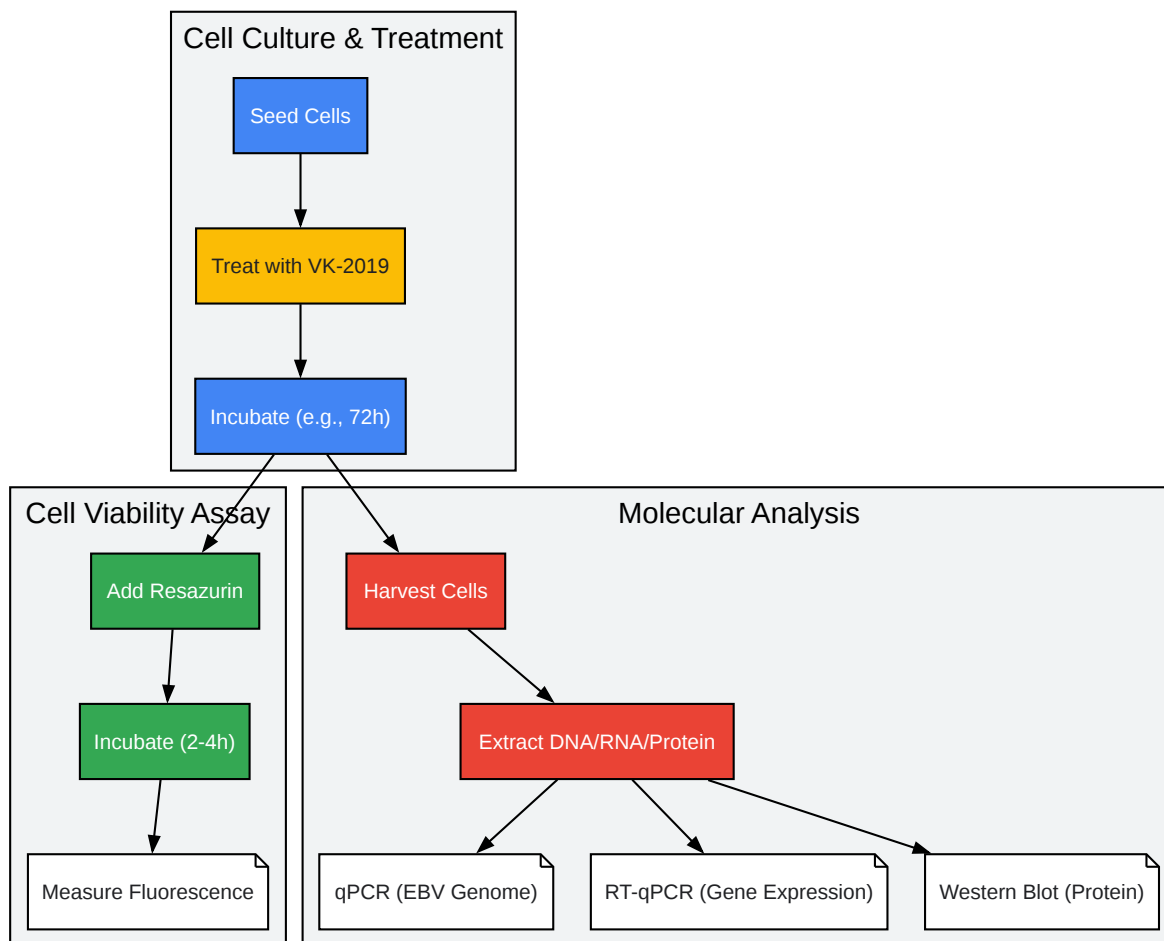 Cell Culture & Treatment
Seed Cells
Treat with VK-2019
Incubate (e.g., 72h)
Cell Viability Assay
Add Resazurin
Incubate (2-4h)
Measure Fluorescence
Molecular Analysis
Harvest Cells
Extract DNA/RNA/Protein
qPCR (EBV Genome)
RT-qPCR (Gene Expression)
Western Blot (Protein)